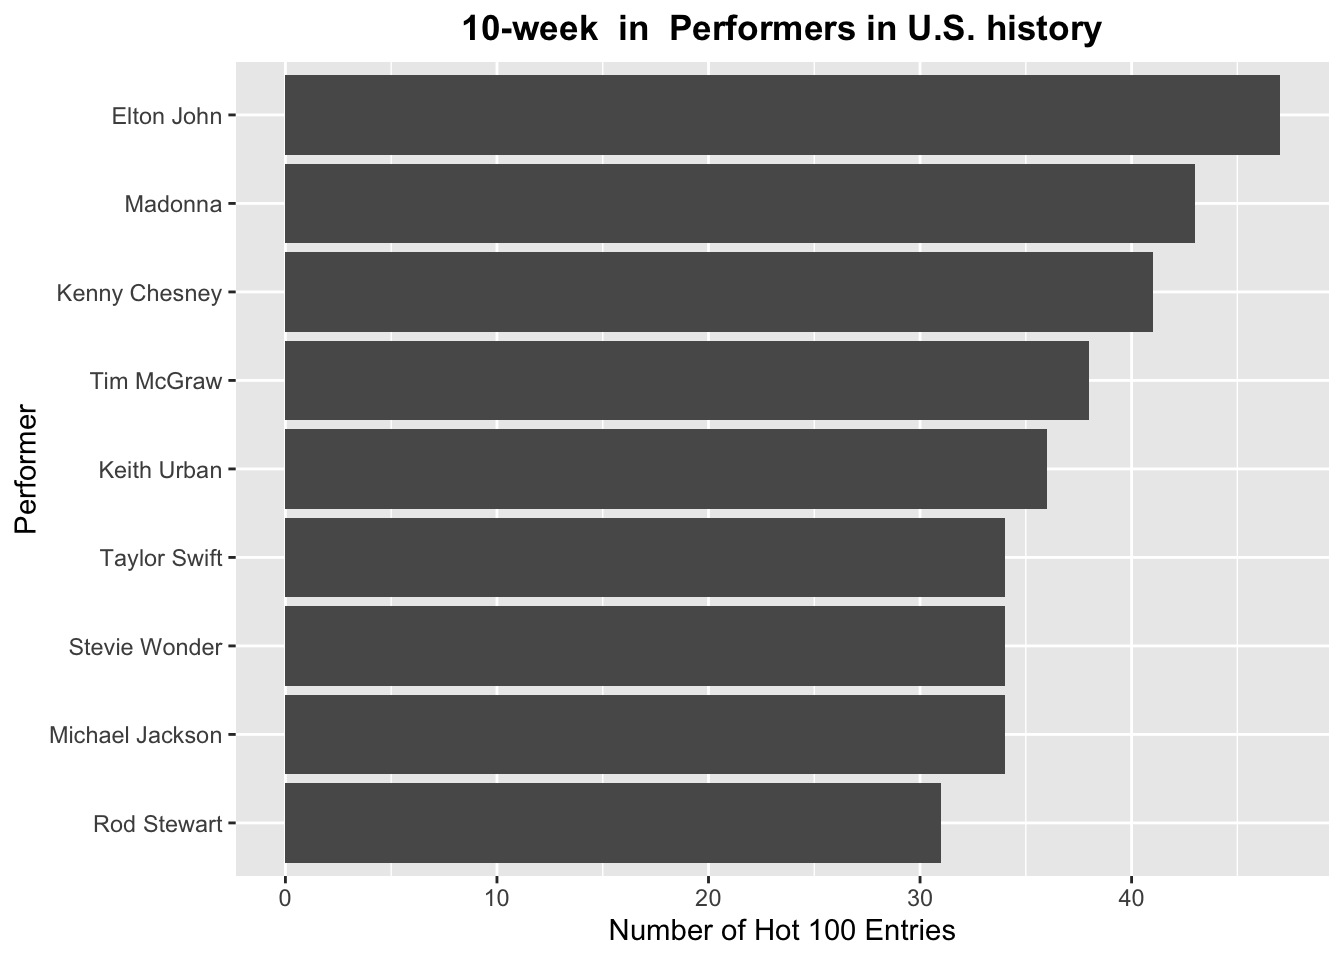 10-week  in  Performers in U.S. history
Elton John
Madonna
Kenny Chesney
Tim McGraw
Keith Urban
Taylor Swift
Stevie Wonder
Michael Jackson
Rod Stewart
Performer
0 10 20 30 40
Number of Hot 100 Entries